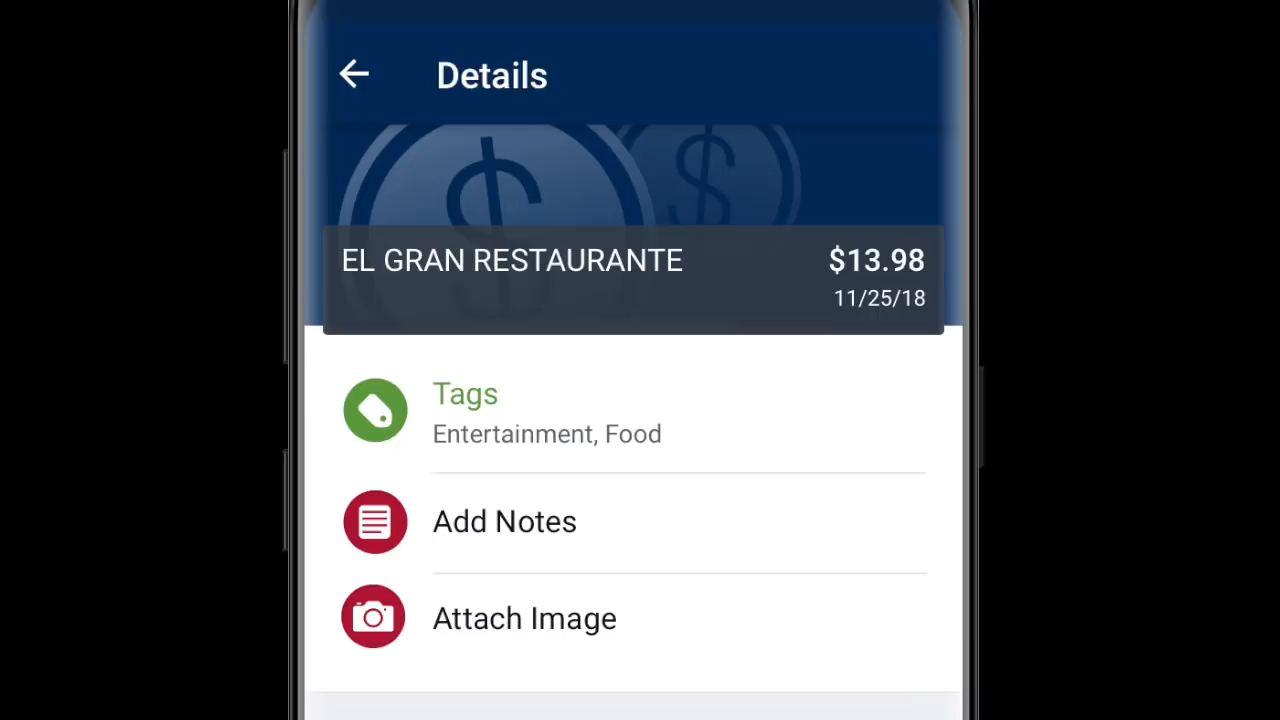 Details
EL GRAN RESTAURANTE $13.98
11/25/18
Tags
Entertainment, Food
Add Notes
Attach Image